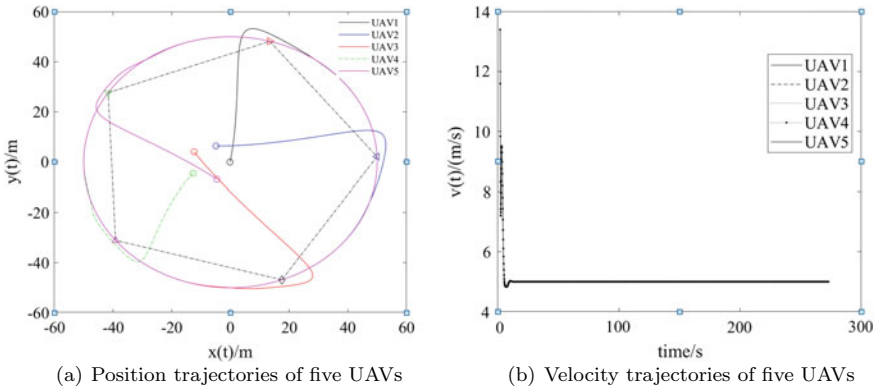 60
40
20
0
-20
-40
-60
y(t)/m
-60
-40
-20
0
20
40
60
x(t)/m
UAV1
UAV2
UAV3
UAV4
UAV5
(a) Position trajectories of five UAVs
14
12
10
8
6
4
v(t)/(m/s)
0
100
200
300
time/s
UAV1
UAV2
UAV3
UAV4
UAV5
(b) Velocity trajectories of five UAVs